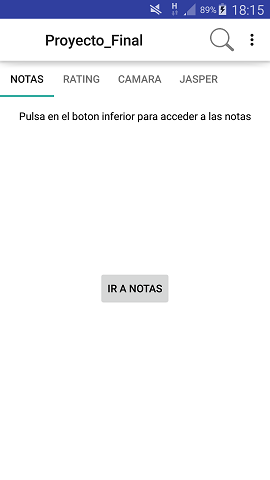 H
89% 18:15
Proyecto_Final
NOTAS RATING CAMARA JASPER
Pulsa en el boton inferior para acceder a las notas
IR A NOTAS